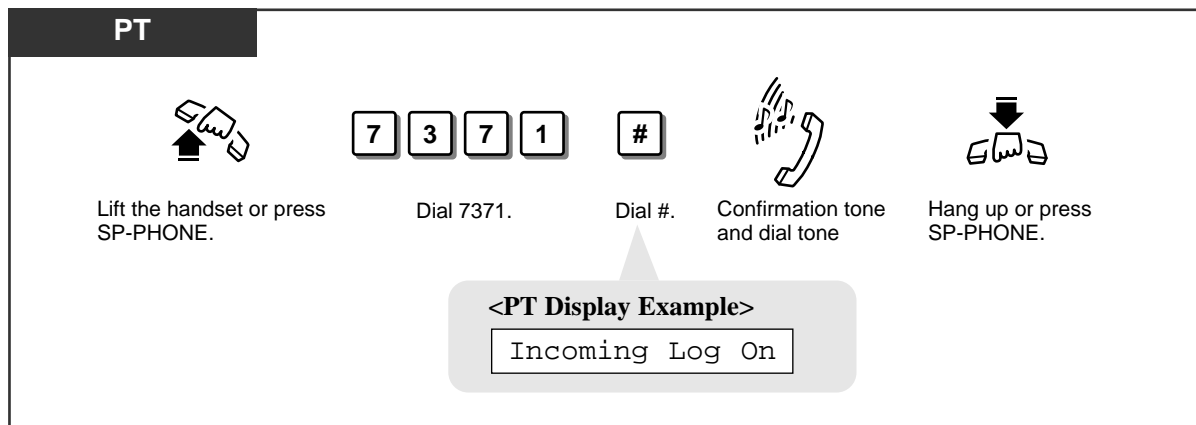 PT
7 3 7 1 #
Lift the handset or press
SP-PHONE.
Dial 7371.
Dial #.
Confirmation tone
and dial tone
Hang up or press
SP-PHONE.
<PT Display Example>
Incoming Log On